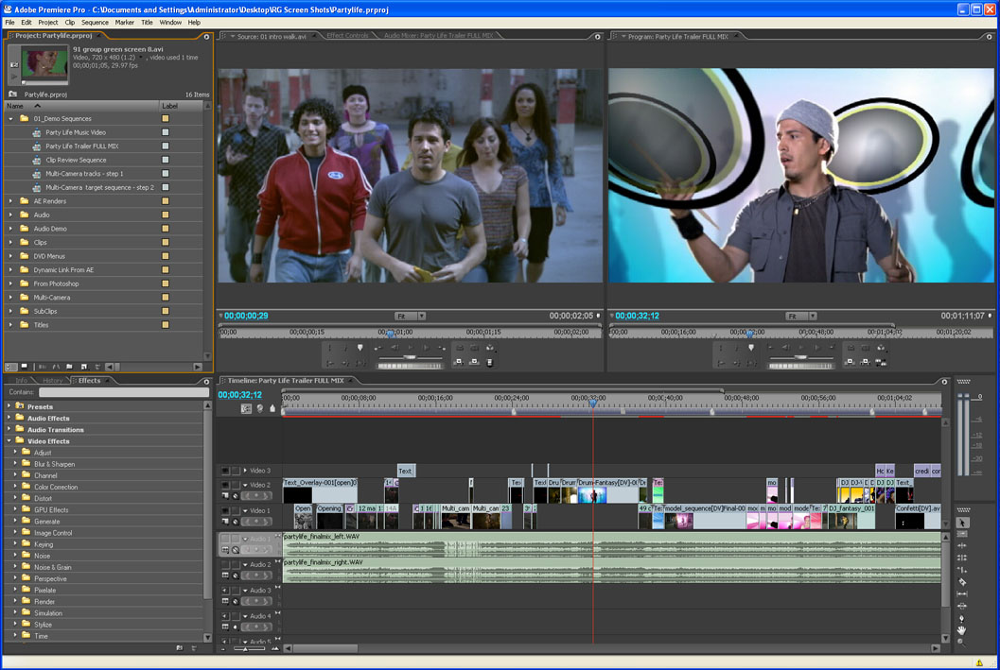 Adobe Premiere Pro - C:\Documents and Settings\Administrator\Desktop\RG Screen Shots\Partylife.prproj
File Edit Project Clip Sequence Marker Title Window Help
Project: Partylife.prproj
91 group green screen 8.avi
Video, 720 x 480 (1.2) , video used 1 time
00;00;01;05, 29.97 fps
Partylife.prproj 16 Items
Name Label
01_Demo Sequences
Party Life Music Video
Party Life Trailer FULL MIX
Clip Review Sequence
Multi-Camera tracks - step 1
Multi-Camera target sequence - step 2
AE Renders
Audio
Audio Demo
Clips
DVD Menus
Dynamic Link From AE
From Photoshop
Multi-Camera
SubClips
Titles
Source: 01 intro walk.avi Effect Controls Audio Mixer: Party Life Trailer FULL MIX
00;00;00;29 Fit 00;00;02;05
00;00 00;00;00;15 00;00;01;00 00;00;01;15 00;00;02;00
Program: Party Life Trailer FULL MIX
00;00;32;12 Fit 00;01;11;07
00;00 00;00;16;00 00;00;32;00 00;00;48;00 00;01;04;02 00;01;20;02
Info History Effects
Contains:
Presets
Audio Effects
Audio Transitions
Video Effects
Adjust
Blur & Sharpen
Channel
Color Correction
Distort
GPU Effects
Generate
Image Control
Keying
Noise
Noise & Grain
Perspective
Pixelate
Render
Simulation
Stylize
Time
Timeline: Party Life Trailer FULL MIX
00;00;32;12
00;00 00;00;08;00 00;00;16;00 00;00;24;00 00;00;32;00 00;00;40;00 00;00;48;00 00;00;56;00 00;01;04;02
Video 3 Text Ho Ke credi con
Video 2 Text_Overlay-001[open]0 Te Text Dru Drum Drum-Fantasy[DV]-0 Dr Te mo DJ DJ-\ D DJ DJ Text_
Video 1 Open Opening 12 ma 13 14A 16 Multi_cam Multi_can 23 49 c Te: model_sequence[DV]Final-00 mo mod mode Te: 7 DJ_fantasy_001 Confetti[DV].av
Audio 1 partylife_finalmix_left.WAV
Audio 2 partylife_finalmix_right.WAV
Audio 3
Audio 4
Audio 5
0
-6
-12
-18
-30